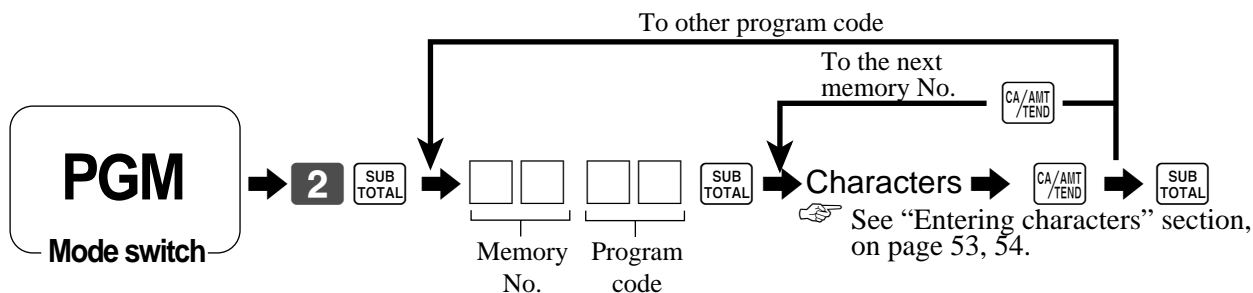 To other program code
To the next
memory No.
CA/AMT
/TEND
PGM
Mode switch
2
SUB
TOTAL
SUB
TOTAL
Characters
CA/AMT
/TEND
SUB
TOTAL
See “Entering characters” section,
on page 53, 54.
Memory
No.
Program
code